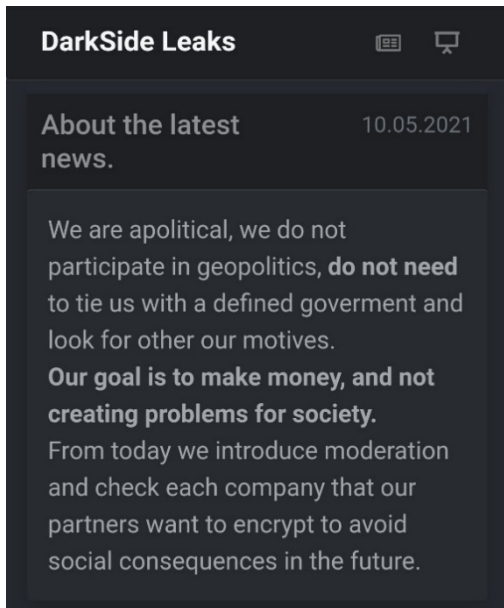 DarkSide Leaks
About the latest
news.
10.05.2021
We are apolitical, we do not
participate in geopolitics, do not need
to tie us with a defined goverment and
look for other our motives.
Our goal is to make money, and not
creating problems for society.
From today we introduce moderation
and check each company that our
partners want to encrypt to avoid
social consequences in the future.